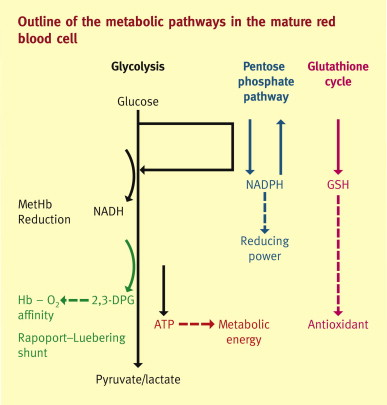 Outline of the metabolic pathways in the mature red
blood cell
Glycolysis
Pentose
phosphate
pathway
Glutathione
cycle
Glucose
NADPH
GSH
MetHb
Reduction
NADH
Reducing
power
Hb – O₂
affinity
2,3-DPG
Rapoport–Luebering
shunt
ATP
Metabolic
energy
Antioxidant
Pyruvate/lactate